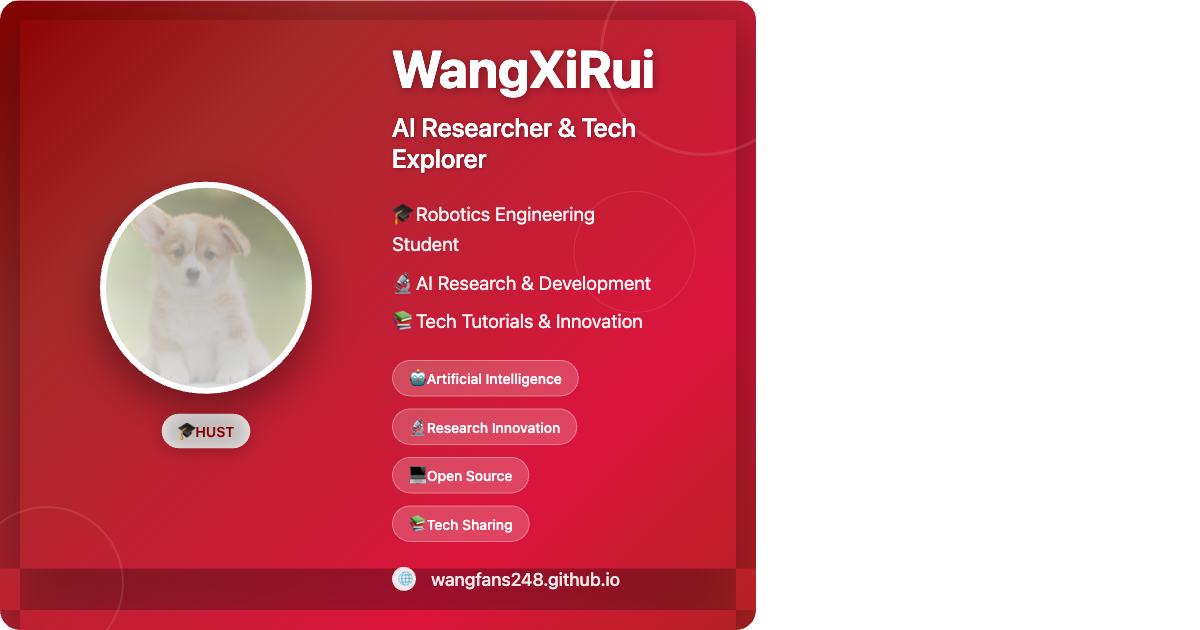 WangXiRui
AI Researcher & Tech
Explorer
🎓Robotics Engineering
Student
🔬AI Research & Development
📚Tech Tutorials & Innovation
🤖Artificial Intelligence
🔬Research Innovation
💻Open Source
📚Tech Sharing
🎓HUST
🌐 wangfans248.github.io